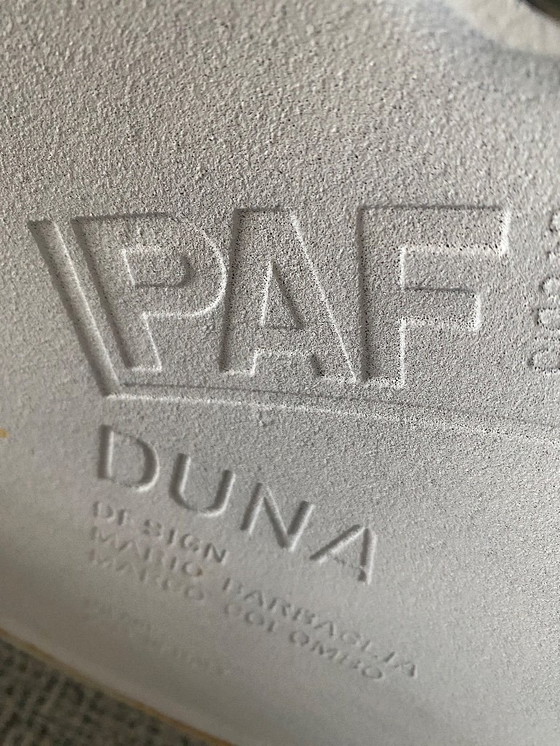 PAF
DUNA
DESIGN
MARIO BARBAGLIA
MARCO COLOMBO